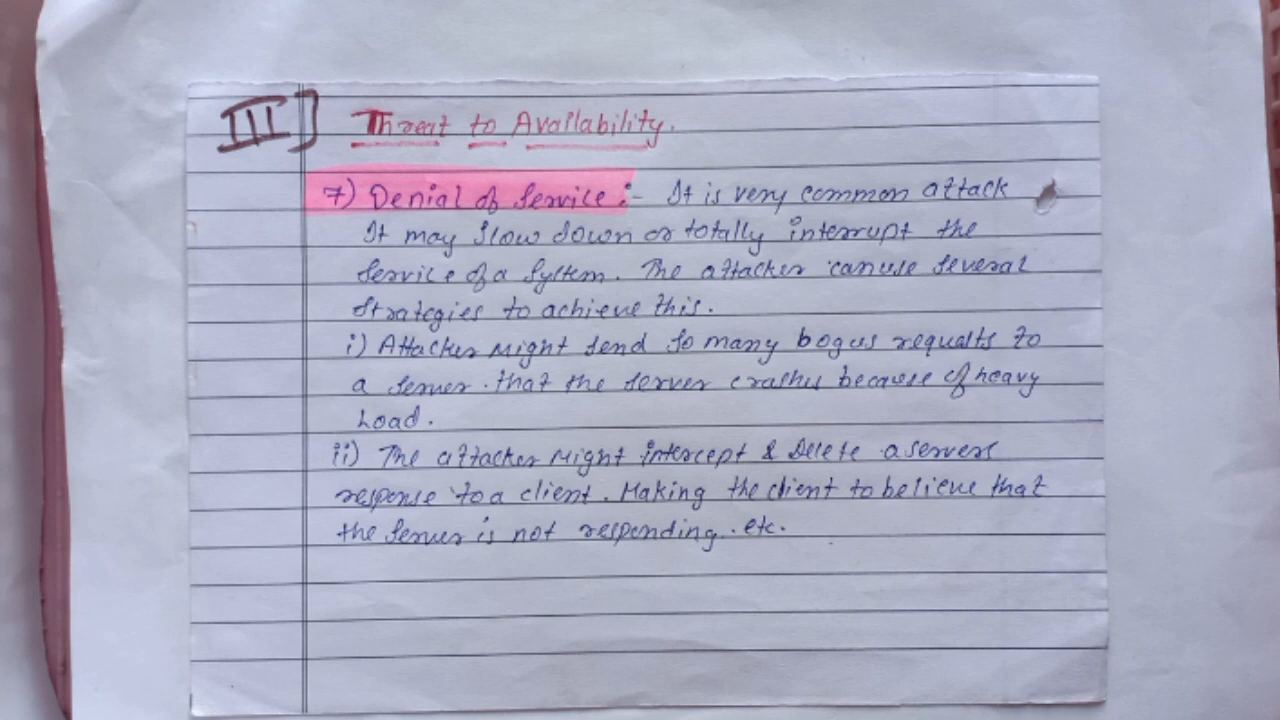 III] Threat to Availability.
7) Denial of Service :- It is very common attack
It may slow down or totally interrupt the
Service of a System. The attacker can use several
Strategies to achieve this.
i) Attacker Might send so many bogus requests to
a server. that the server crashes because of heavy
Load.
ii) The attacker Might intercept & Delete a servers
response to a client. Making the client to believe that
the Server is not responding. etc.